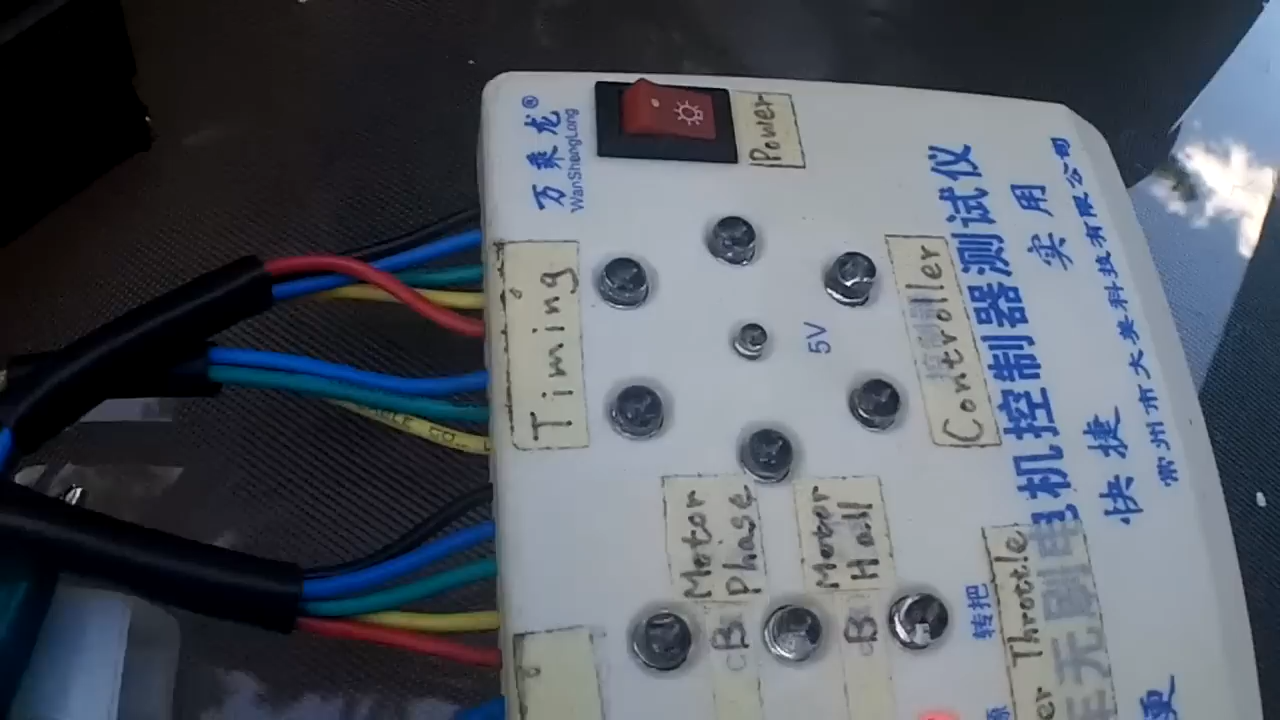 万乘龙®
WanShengLong
Power
Timing
5V
Controller
电机控制器测试仪
实用
快捷
常州市大美科技有限公司
Motor
Phase
Motor
Hall
B
B
转把
Throttle
车无刷